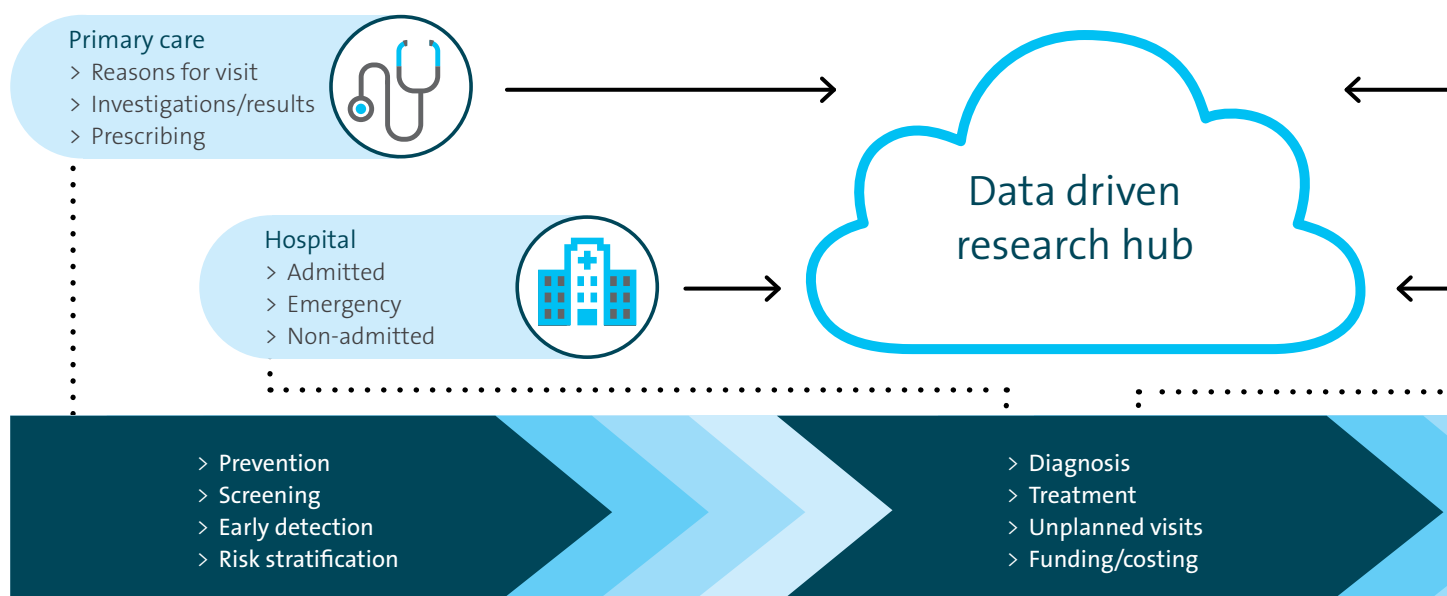 Primary care
> Reasons for visit
> Investigations/results
> Prescribing
Hospital
> Admitted
> Emergency
> Non-admitted
Data driven
research hub
> Prevention
> Screening
> Early detection
> Risk stratification
> Diagnosis
> Treatment
> Unplanned visits
> Funding/costing